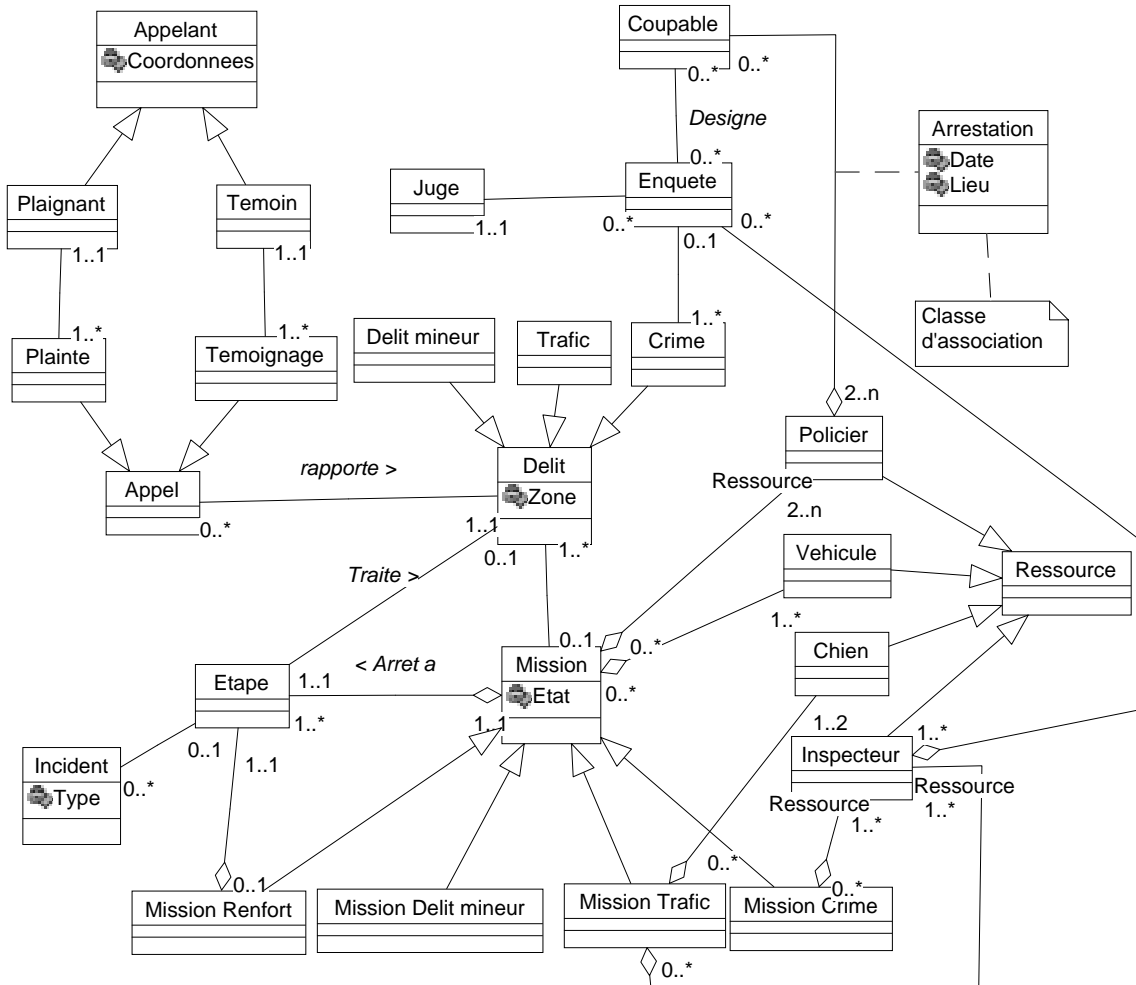 Appelant
Coordonnees
Coupable
0..*
0..*
Designe
Arrestation
Date
Lieu
0..*
Juge
Enquete
Plaignant
Temoin
1..1
0..*
0..*
0..1
1..1
1..1
Classe
d'association
1..*
1..*
Delit mineur
Trafic
1..*
Crime
Plainte
Temoignage
2..n
Policier
rapporte >
Delit
Zone
Appel
Ressource
0..*
1..1
2..n
0..1
1..*
Vehicule
Ressource
Traite >
1..*
0..1
0..*
Chien
< Arret a
Mission
Etat
Etape
1..1
0..*
1..*
1..1
1..2
1..*
0..1
1..1
Inspecteur
Incident
Type
0..*
Ressource
Ressource
1..*
1..*
0..*
0..1
0..*
Mission Renfort
Mission Delit mineur
Mission Trafic
Mission Crime
0..*